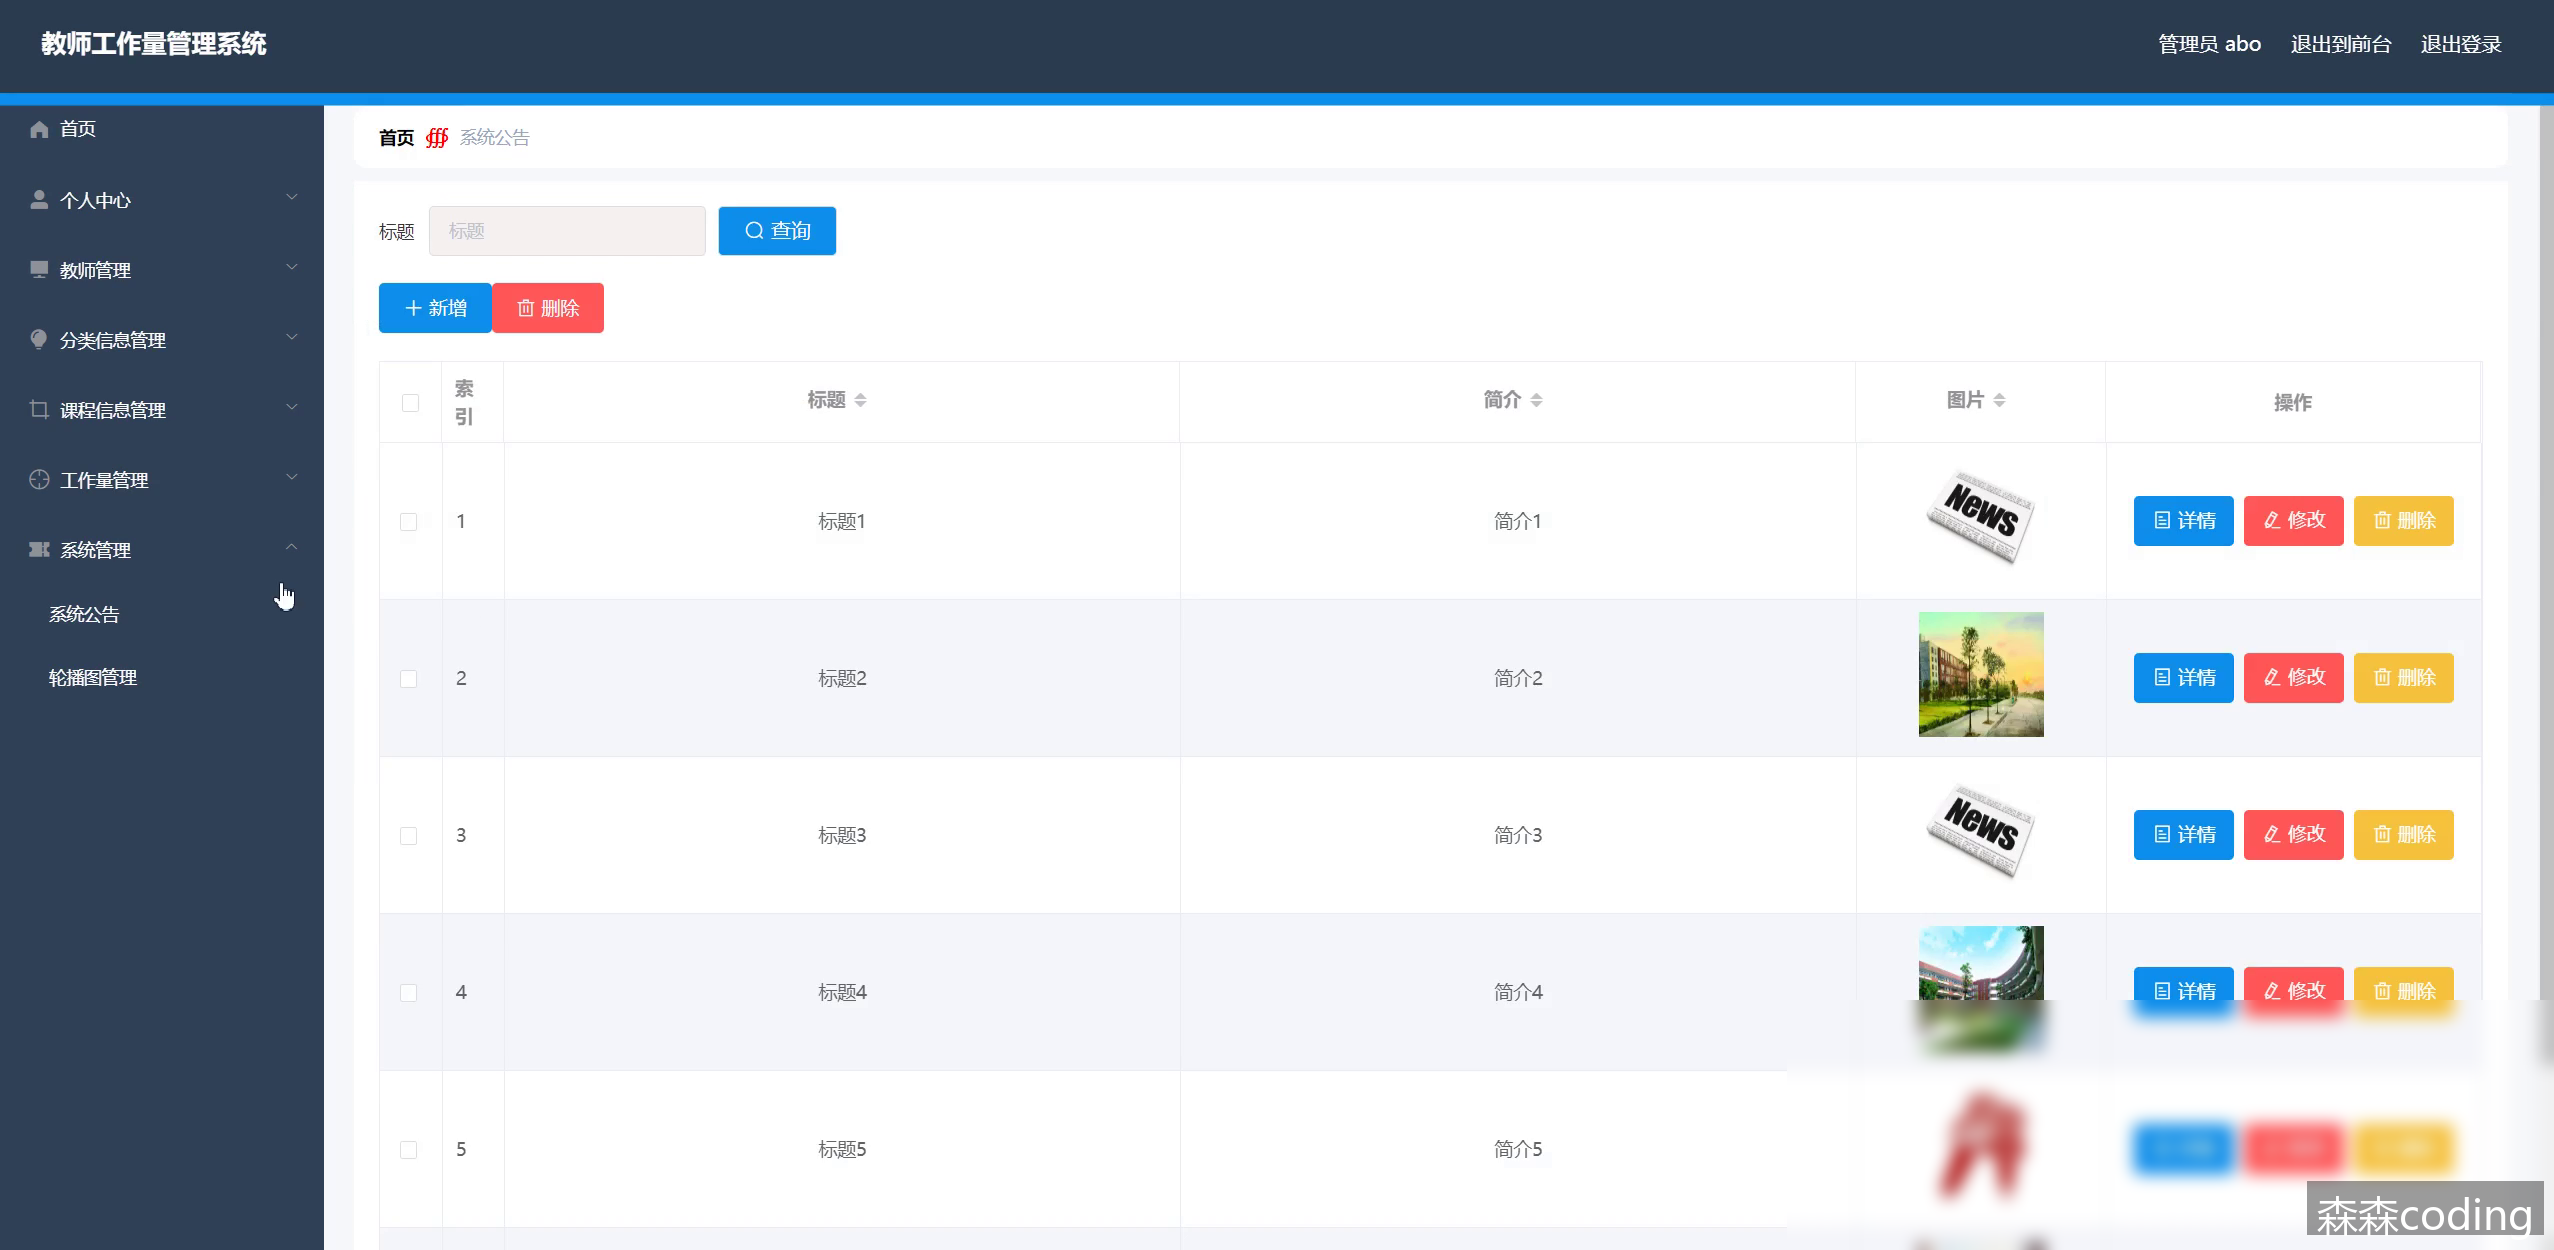 教师工作量管理系统
管理员 abo 退出到前台 退出登录
首页
个人中心
教师管理
分类信息管理
课程信息管理
工作量管理
系统管理
系统公告
轮播图管理
首页 系统公告
标题 标题 查询
新增 删除
索引 标题 简介 图片 操作
1 标题1 简介1 News 详情 修改 删除
2 标题2 简介2 详情 修改 删除
3 标题3 简介3 News 详情 修改 删除
4 标题4 简介4 详情 修改 删除
5 标题5 简介5
森森coding